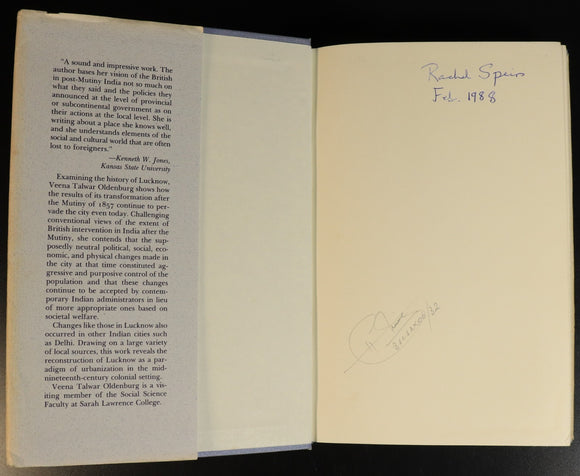 "A sound and impressive work. The
author bases her vision of the British
in post-Mutiny India not so much on
what they said and the policies they
announced at the level of provincial
or subcontinental government as on
their actions at the local level. She is
writing about a place she knows well,
and she understands elements of the
social and cultural world that are often
lost to foreigners."
—Kenneth W. Jones,
Kansas State University
Examining the history of Lucknow,
Veena Talwar Oldenburg shows how
the results of its transformation after
the Mutiny of 1857 continue to per-
vade the city even today. Challenging
conventional views of the extent of
British intervention in India after the
Mutiny, she contends that the sup-
posedly neutral political, social, eco-
nomic, and physical changes made in
the city at that time constituted ag-
gressive and purposive control of the
population and that these changes
continue to be accepted by contem-
porary Indian administrators in lieu
of more appropriate ones based on
societal welfare.
Changes like those in Lucknow also
occurred in other Indian cities such
as Delhi. Drawing on a large variety
of local sources, this work reveals the
reconstruction of Lucknow as a par-
adigm of urbanization in the mid-
nineteenth-century colonial setting.
Veena Talwar Oldenburg is a vis-
iting member of the Social Science
Faculty at Sarah Lawrence College.
Rachel Speirs
Feb. 1988